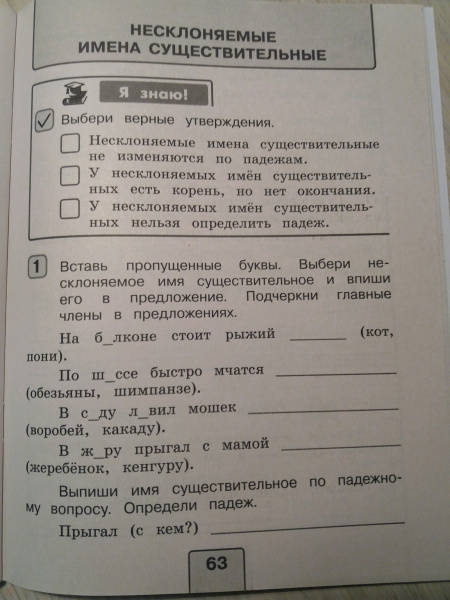 НЕСКЛОНЯЕМЫЕ
ИМЕНА СУЩЕСТВИТЕЛЬНЫЕ
Я знаю!
Выбери верные утверждения.
Несклоняемые имена существительные
не изменяются по падежам.
У несклоняемых имён существитель-
ных есть корень, но нет окончания.
У несклоняемых имён существитель-
ных нельзя определить падеж.
1 Вставь пропущенные буквы. Выбери не-
склоняемое имя существительное и впиши
его в предложение. Подчеркни главные
члены в предложениях.
На б_лконе стоит рыжий ______ (кот,
пони).
По ш_ссе быстро мчатся ______
(обезьяны, шимпанзе).
В с_ду л_вил мошек ______
(воробей, какаду).
В ж_ру прыгал с мамой ______
(жеребёнок, кенгуру).
Выпиши имя существительное по падежно-
му вопросу. Определи падеж.
Прыгал (с кем?) ______
63